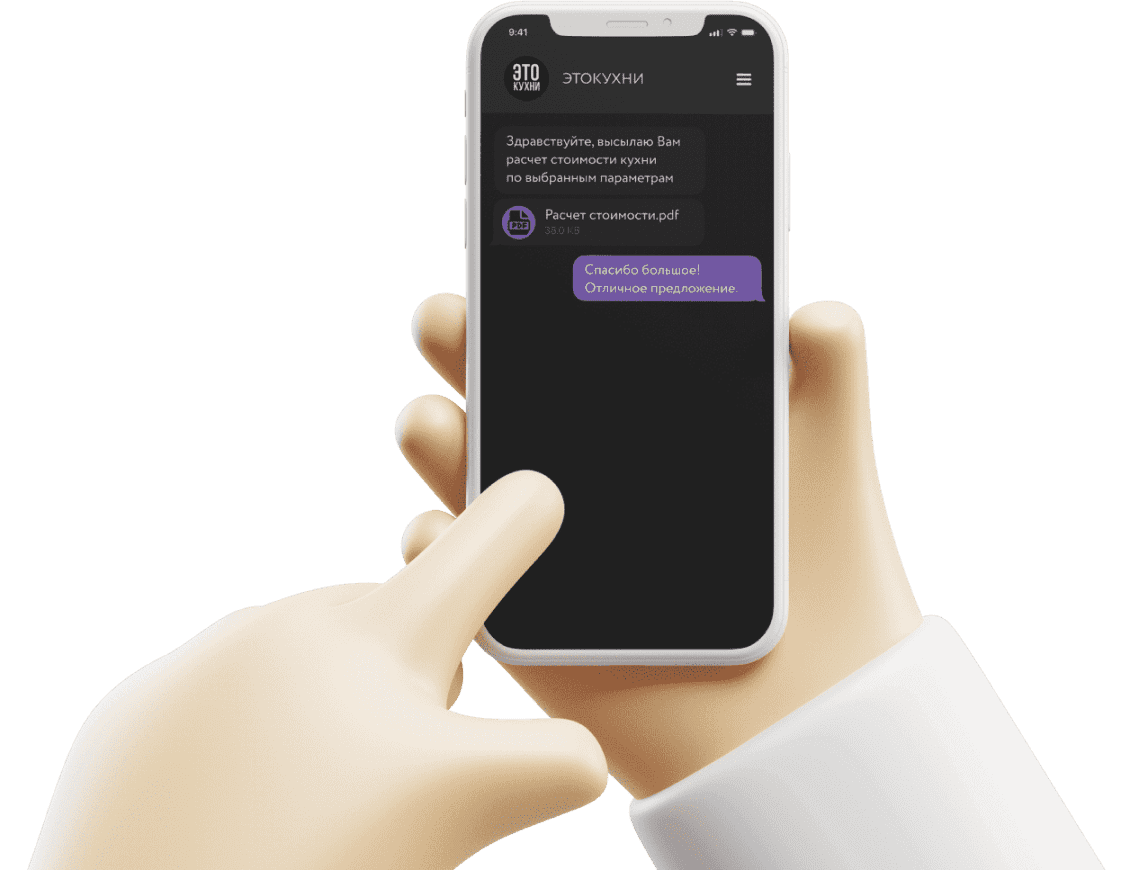 9:41
ЭТО
КУХНИ
ЭТОКУХНИ
Здравствуйте, высылаю Вам
расчет стоимости кухни
по выбранным параметрам
PDF
Расчет стоимости.pdf
38.0 KB
Спасибо большое!
Отличное предложение.